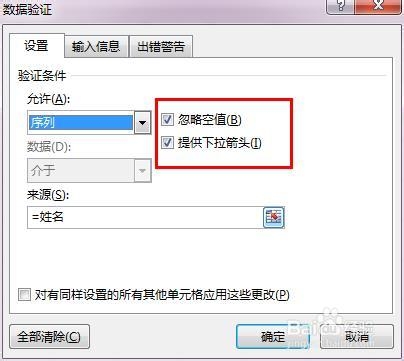 数据验证
设置 输入信息 出错警告
验证条件
允许(A):
序列
忽略空值(B)
数据(D):
提供下拉箭头(I)
介于
来源(S):
=姓名
对有同样设置的所有其他单元格应用这些更改(P)
全部清除(C) 确定 取消
Baidu 经验